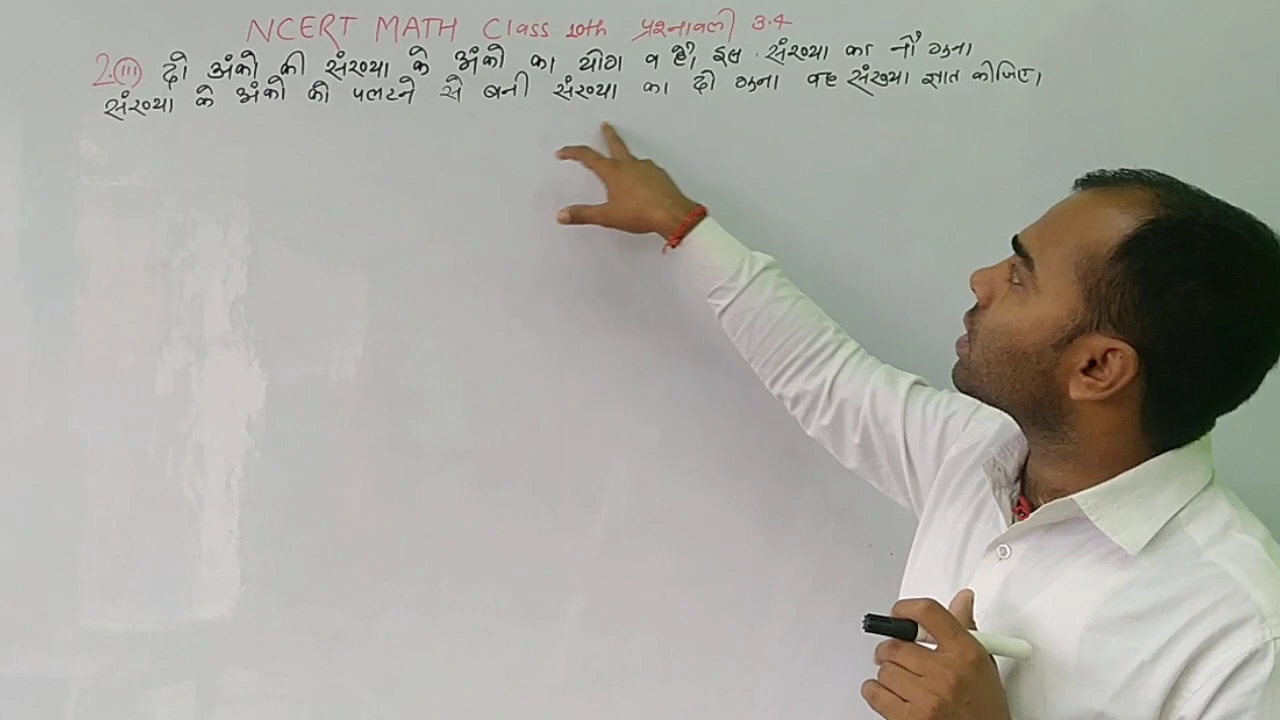 NCERT MATH Class 10th प्रश्नावली 3.4
2.(iii) दो अंको की संख्या के अंको का योग 9 है, इस संख्या का नौ गुना
संख्या के अंको को पलटने से बनी संख्या का दो गुना वह संख्या ज्ञात कीजिए।